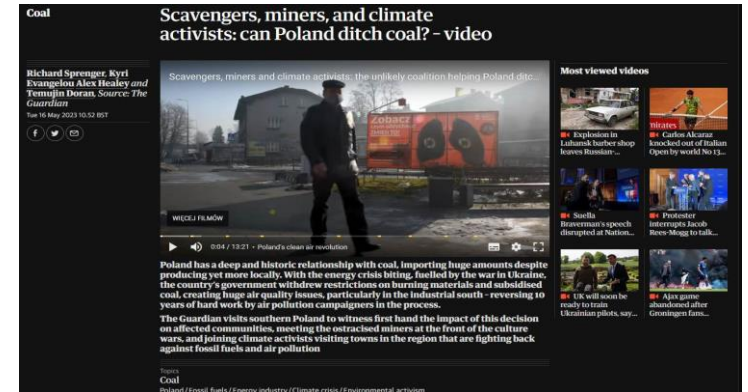 Coal
Scavengers, miners, and climate
activists: can Poland ditch coal? – video
Richard Sprenger, Kyri
Evangelou Alex Healey and
Temujin Doran, Source: The
Guardian
Tue 16 May 2023 10.52 BST
Scavengers, miners and climate activists: the unlikely coalition helping Poland ditc...
Zobacz
WIĘCEJ FILMÓW
0:04 / 13:21 • Poland's clean air revolution
Poland has a deep and historic relationship with coal, importing huge amounts despite
producing yet more locally. With the energy crisis biting, fuelled by the war in Ukraine,
the country's government withdrew restrictions on burning materials and subsidised
coal, creating huge air quality issues, particularly in the industrial south – reversing 10
years of hard work by air pollution campaigners in the process.
The Guardian visits southern Poland to witness first hand the impact of this decision
on affected communities, meeting the ostracised miners at the front of the culture
wars, and joining climate activists visiting towns in the region that are fighting back
against fossil fuels and air pollution
Topics
Coal
Poland / Fossil fuels / Energy industry / Climate crisis / Environmental activism
Most viewed videos
Explosion in
Luhansk barber shop
leaves Russian-...
mirates
Carlos Alcaraz
knocked out of Italian
Open by world No 13...
Suella
Braverman's speech
disrupted at Nation...
Protester
interrupts Jacob
Rees-Mogg to talk...
UK will soon be
ready to train
Ukrainian pilots, say...
Ajax game
abandoned after
Groningen fans...